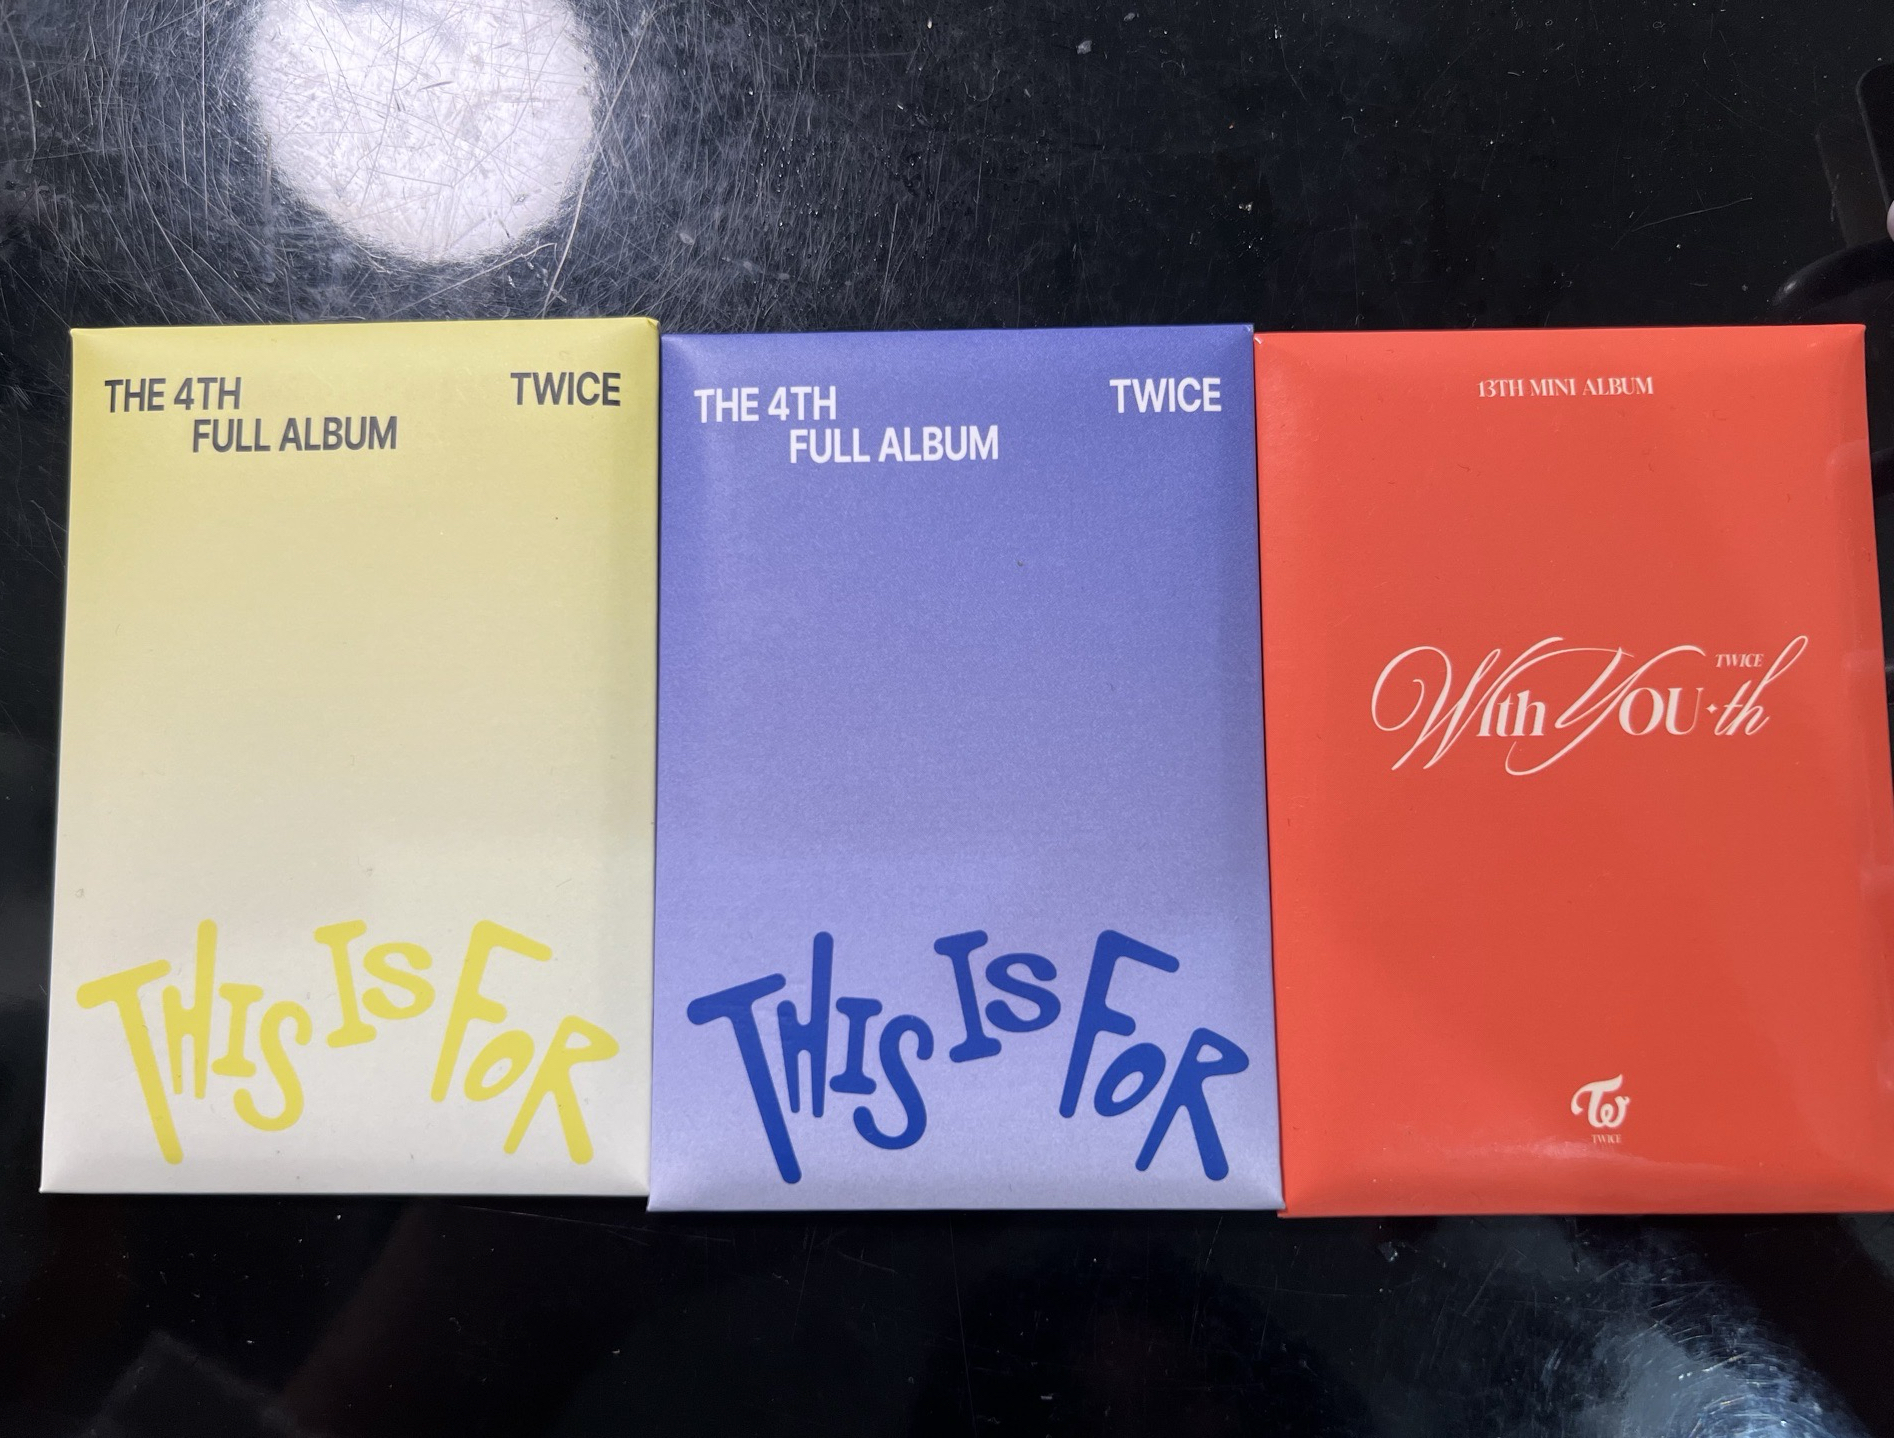 THE 4TH
FULL ALBUM
TWICE
THIS IS FOR
THE 4TH
FULL ALBUM
TWICE
THIS IS FOR
13TH MINI ALBUM
TWICE
With YOU-th
TWICE